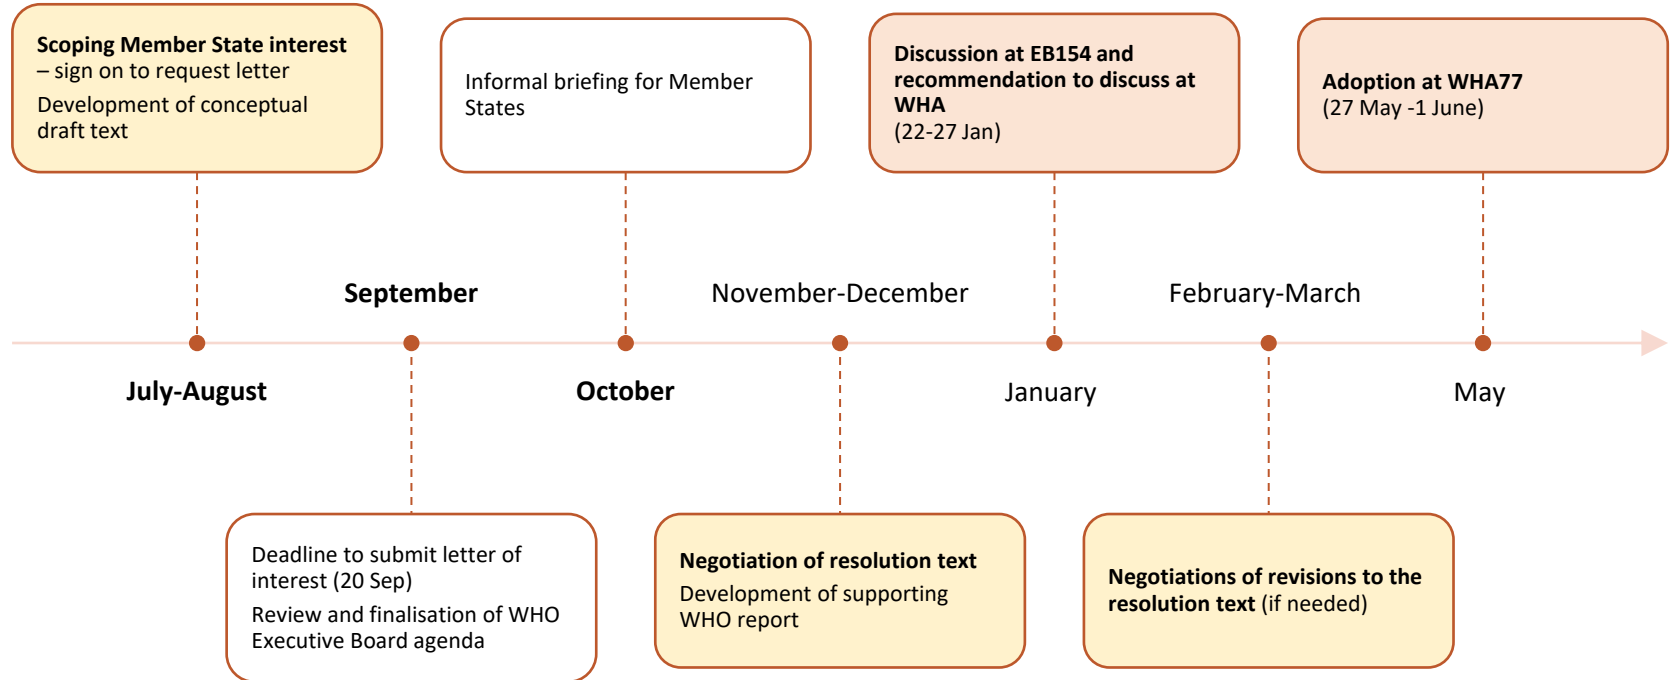 Scoping Member State interest
– sign on to request letter
Development of conceptual
draft text
Informal briefing for Member
States
Discussion at EB154 and
recommendation to discuss at
WHA
(22-27 Jan)
Adoption at WHA77
(27 May -1 June)
September
November-December
February-March
July-August
October
January
May
Deadline to submit letter of
interest (20 Sep)
Review and finalisation of WHO
Executive Board agenda
Negotiation of resolution text
Development of supporting
WHO report
Negotiations of revisions to the
resolution text (if needed)